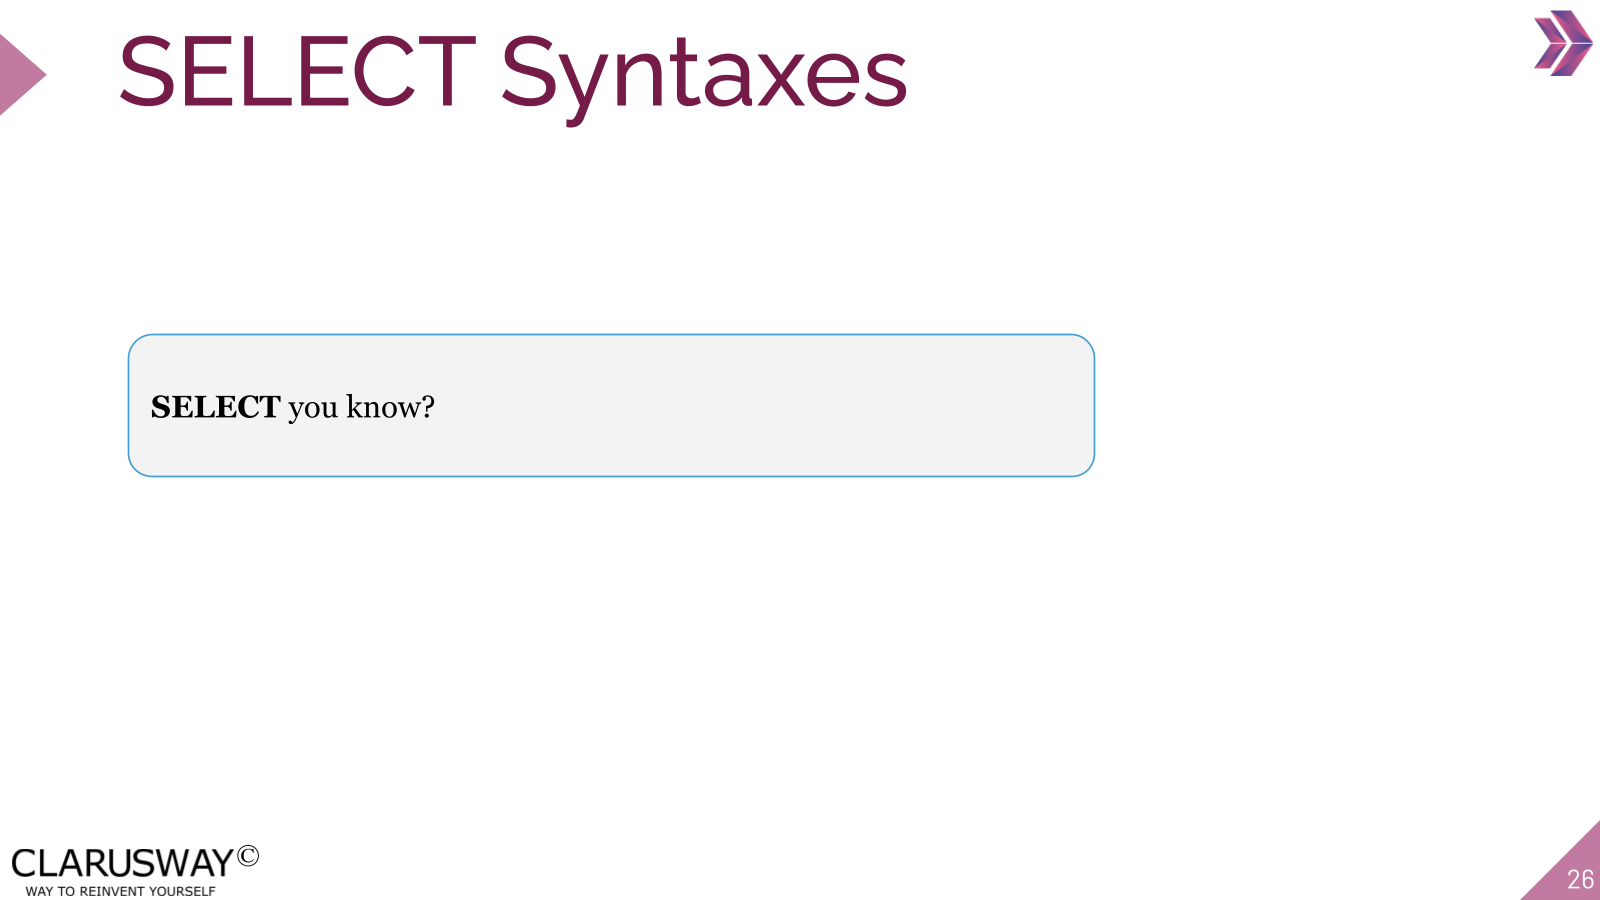 SELECT Syntaxes
SELECT you know?
CLARUSWAY©
WAY TO REINVENT YOURSELF
26